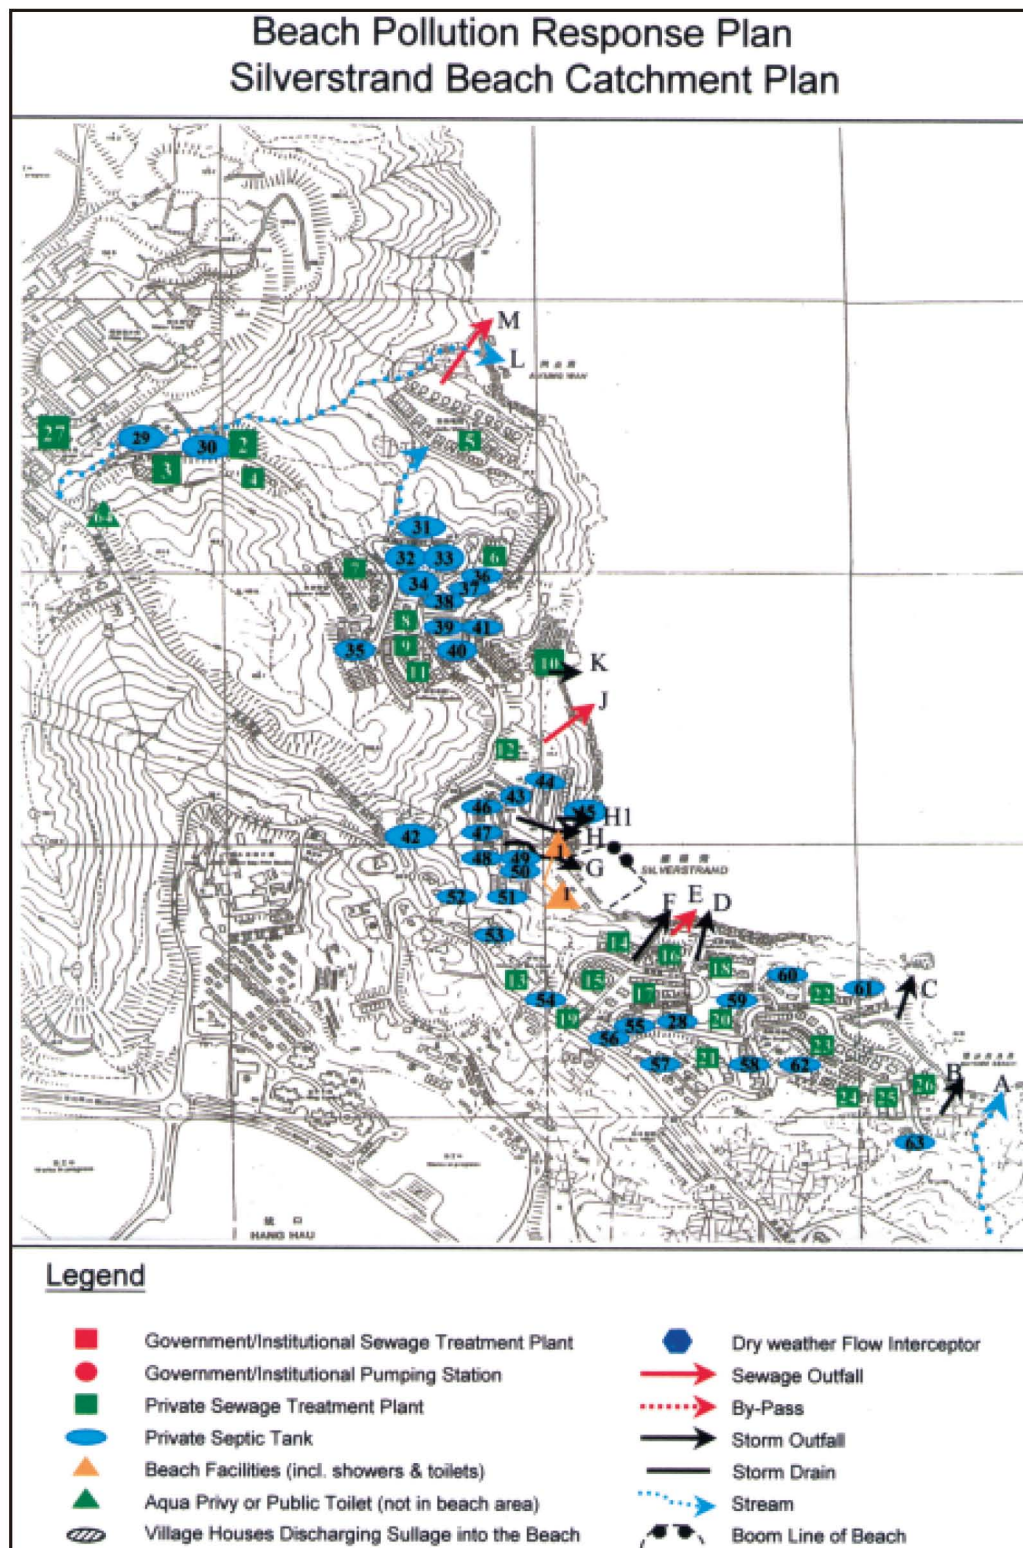 Beach Pollution Response Plan
Silverstrand Beach Catchment Plan
M
L
27
29
30
2
3
4
5
64
31
32
33
6
7
34
36
37
38
8
39
41
35
9
40
11
10
K
J
12
44
43
46
45
H1
42
47
H
48
49
G
50
SILVERSTRAND
52
51
1
F
E
D
53
14
16
13
15
18
60
61
C
17
22
54
59
19
28
20
55
56
23
57
21
58
62
B
A
26
24
25
63
坑口
HANG HAU
Legend
Government/Institutional Sewage Treatment Plant
Government/Institutional Pumping Station
Private Sewage Treatment Plant
Private Septic Tank
Beach Facilities (incl. showers & toilets)
Aqua Privy or Public Toilet (not in beach area)
Village Houses Discharging Sullage into the Beach
Dry weather Flow Interceptor
Sewage Outfall
By-Pass
Storm Outfall
Storm Drain
Stream
Boom Line of Beach